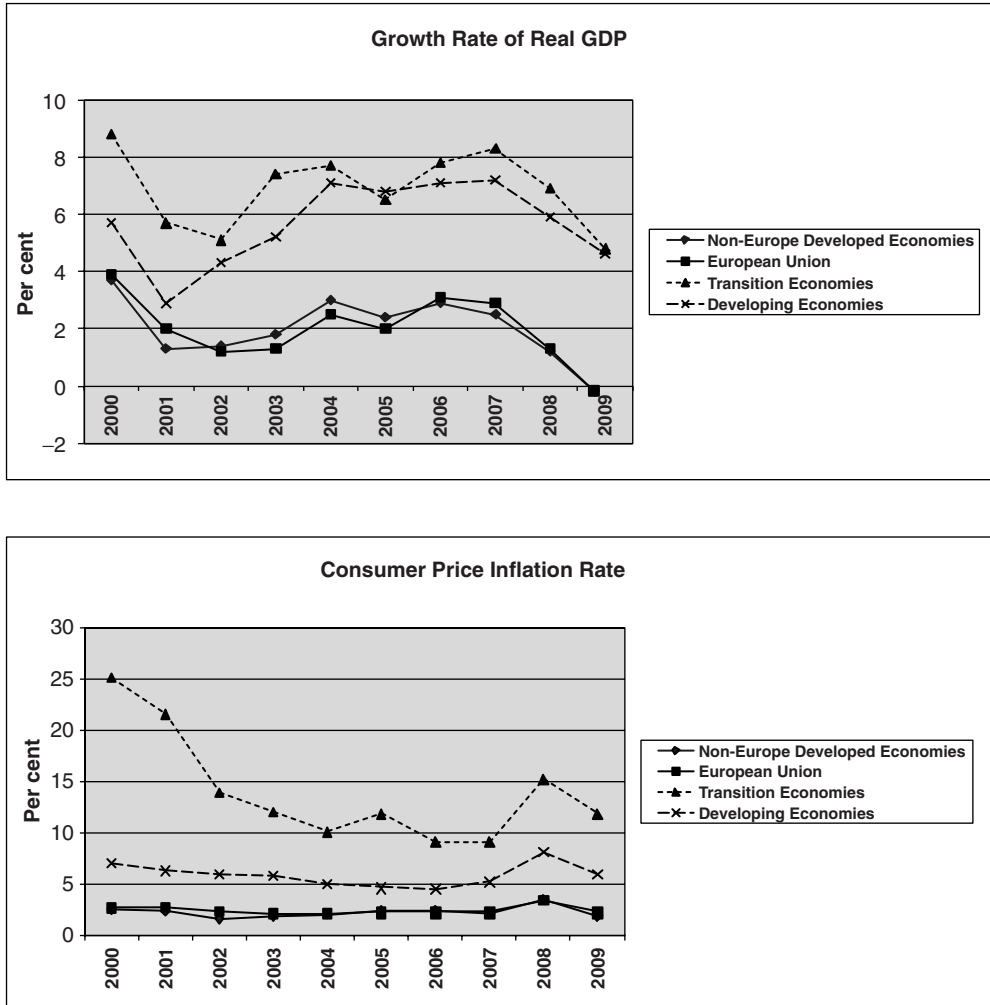 Growth Rate of Real GDP
Per cent
10
8
6
4
2
0
−2
2000
2001
2002
2003
2004
2005
2006
2007
2008
2009
Non-Europe Developed Economies
European Union
Transition Economies
Developing Economies
Consumer Price Inflation Rate
Per cent
30
25
20
15
10
5
0
2000
2001
2002
2003
2004
2005
2006
2007
2008
2009
Non-Europe Developed Economies
European Union
Transition Economies
Developing Economies